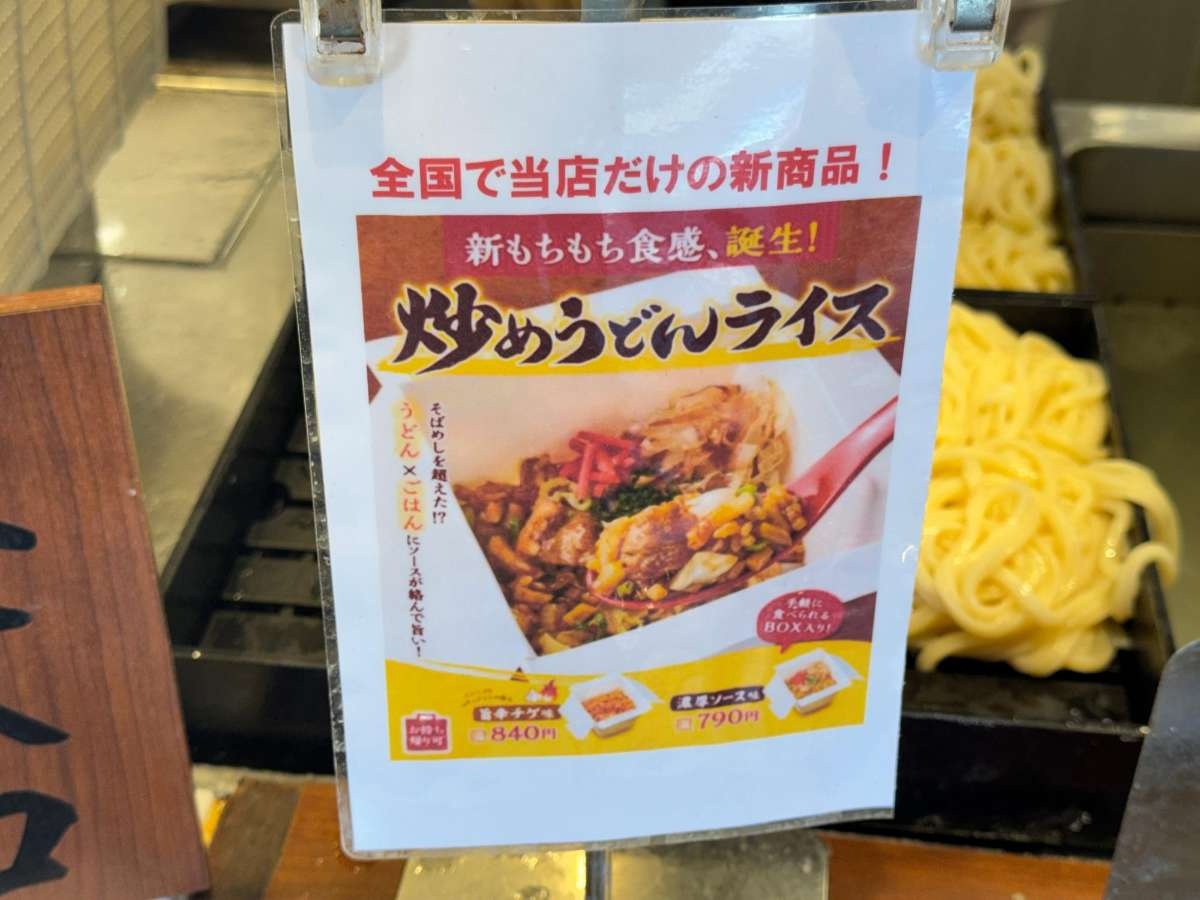 全国で当店だけの新商品！
新もちもち食感、誕生!
炒めうどんライス
そばめしを超えた!?
うどん×ごはんにソースが絡んで旨い！
手軽に
食べられる
BOX入り!
お持ち
帰り可
旨辛チゲ味
840円
濃厚ソース味
790円